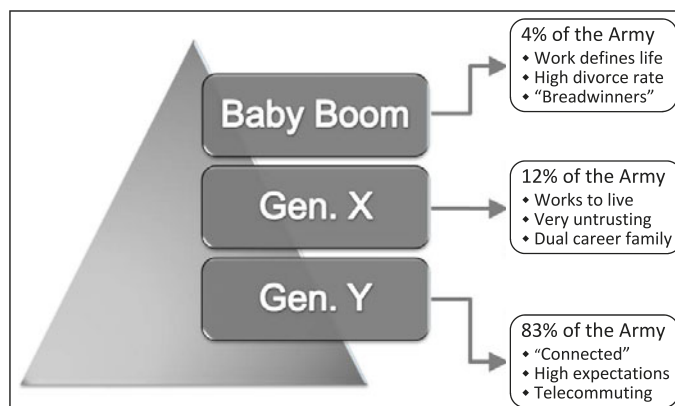 Baby Boom
4% of the Army
◆ Work defines life
◆ High divorce rate
◆ “Breadwinners”
Gen. X
12% of the Army
◆ Works to live
◆ Very untrusting
◆ Dual career family
Gen. Y
83% of the Army
◆ “Connected”
◆ High expectations
◆ Telecommuting